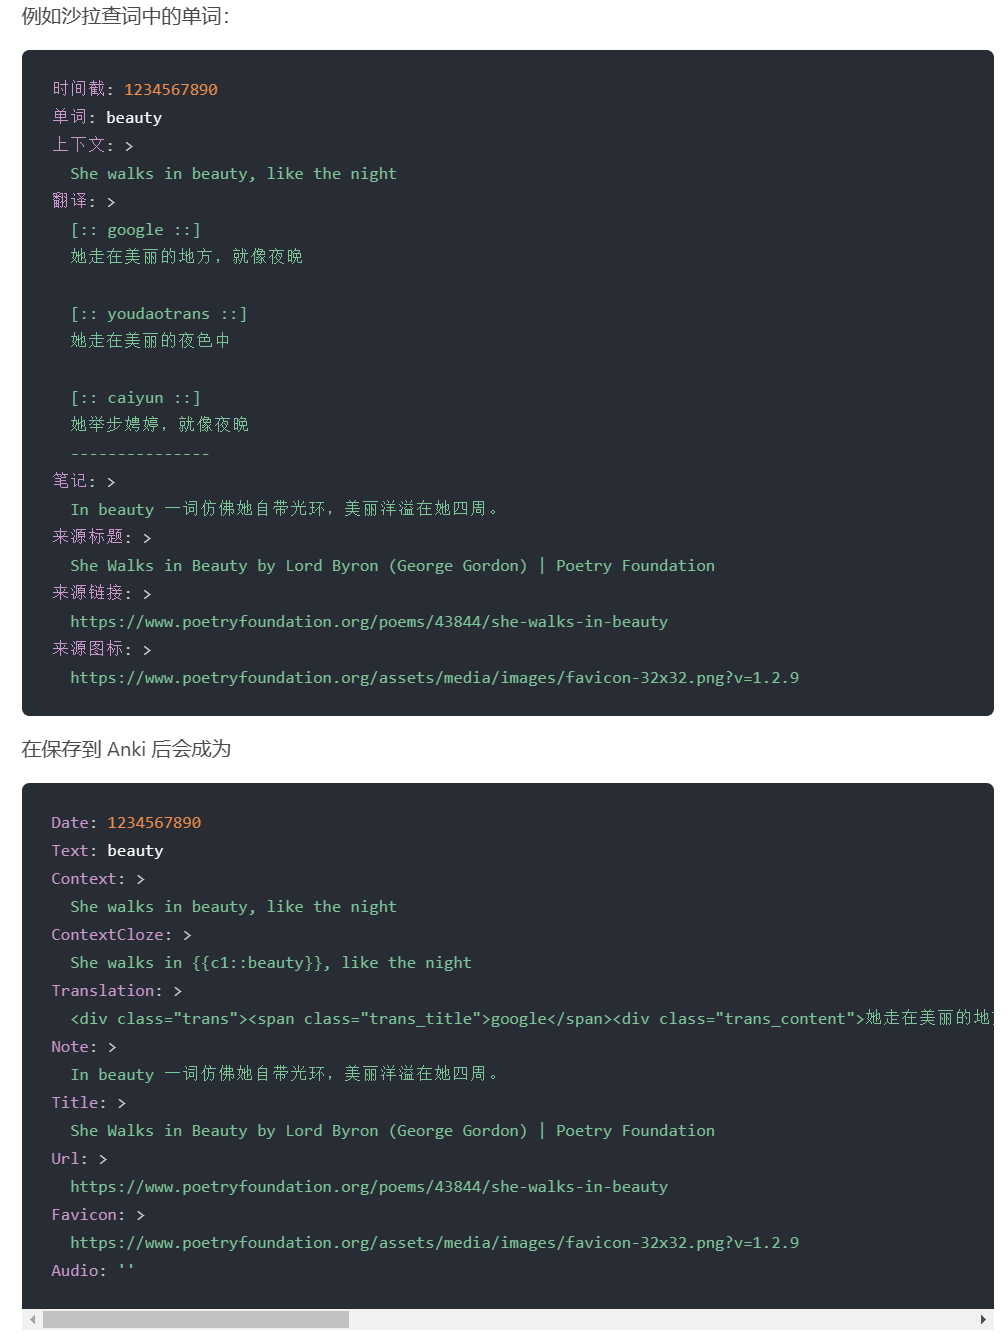 例如沙拉查词中的单词：
时间截: 1234567890
单词: beauty
上下文: >
She walks in beauty, like the night
翻译: >
[:: google ::]
她走在美丽的地方，就像夜晚
[:: youdaotrans ::]
她走在美丽的夜色中
[:: caiyun ::]
她举步娉婷，就像夜晚
---------------
笔记: >
In beauty 一词仿佛她自带光环，美丽洋溢在她四周。
来源标题: >
She Walks in Beauty by Lord Byron (George Gordon) | Poetry Foundation
来源链接: >
https://www.poetryfoundation.org/poems/43844/she-walks-in-beauty
来源图标: >
https://www.poetryfoundation.org/assets/media/images/favicon-32x32.png?v=1.2.9
在保存到 Anki 后会成为
Date: 1234567890
Text: beauty
Context: >
She walks in beauty, like the night
ContextCloze: >
She walks in {{c1::beauty}}, like the night
Translation: >
<div class="trans"><span class="trans_title">google</span><div class="trans_content">她走在美丽的地
Note: >
In beauty 一词仿佛她自带光环，美丽洋溢在她四周。
Title: >
She Walks in Beauty by Lord Byron (George Gordon) | Poetry Foundation
Url: >
https://www.poetryfoundation.org/poems/43844/she-walks-in-beauty
Favicon: >
https://www.poetryfoundation.org/assets/media/images/favicon-32x32.png?v=1.2.9
Audio: ''